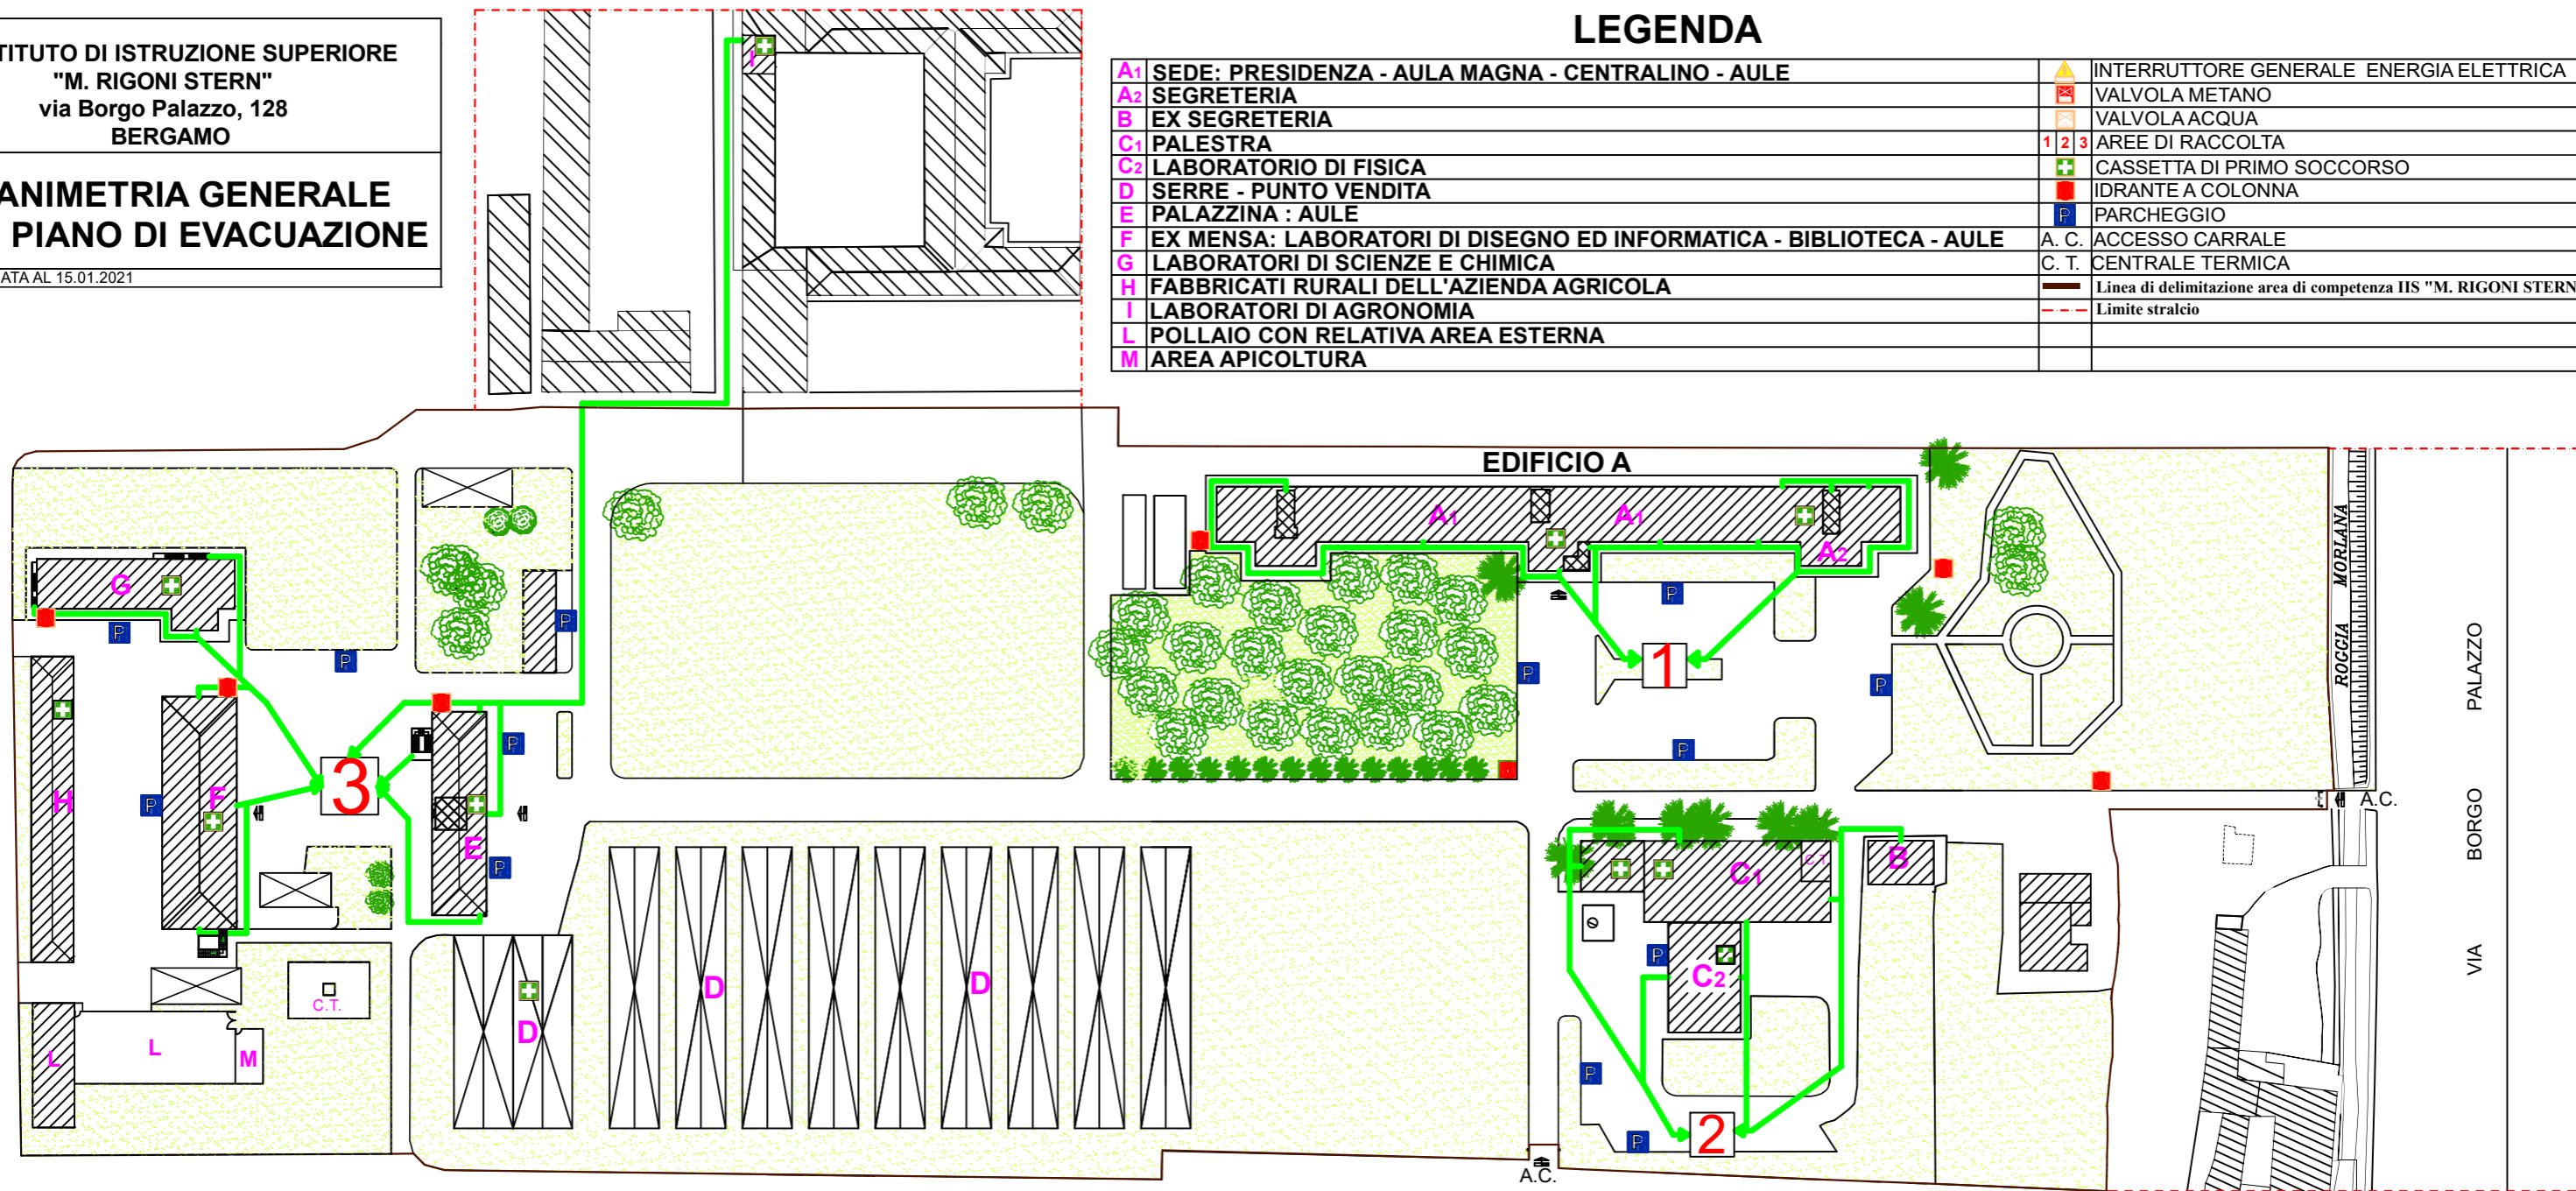 TITUTO DI ISTRUZIONE SUPERIORE
"M. RIGONI STERN"
via Borgo Palazzo, 128
BERGAMO
ANIMETRIA GENERALE
PIANO DI EVACUAZIONE
ATA AL 15.01.2021
LEGENDA
A1 SEDE: PRESIDENZA - AULA MAGNA - CENTRALINO - AULE
A2 SEGRETERIA
B EX SEGRETERIA
C1 PALESTRA
C2 LABORATORIO DI FISICA
D SERRE - PUNTO VENDITA
E PALAZZINA : AULE
F EX MENSA: LABORATORI DI DISEGNO ED INFORMATICA - BIBLIOTECA - AULE
G LABORATORI DI SCIENZE E CHIMICA
H FABBRICATI RURALI DELL'AZIENDA AGRICOLA
I LABORATORI DI AGRONOMIA
L POLLAIO CON RELATIVA AREA ESTERNA
M AREA APICOLTURA
INTERRUTTORE GENERALE ENERGIA ELETTRICA
VALVOLA METANO
VALVOLA ACQUA
1 2 3 AREE DI RACCOLTA
CASSETTA DI PRIMO SOCCORSO
IDRANTE A COLONNA
P PARCHEGGIO
A. C. ACCESSO CARRALE
C. T. CENTRALE TERMICA
Linea di delimitazione area di competenza IIS "M. RIGONI STERN
Limite stralcio
I
EDIFICIO A
A1
A1
A2
G
P
P
P
P
P
P
1
P
ROGGIA MORLANA
VIA BORGO PALAZZO
H
P
F
3
P
E
P
P
A.C.
C1
C.T.
B
P
C2
D
D
D
C.T.
L
L
M
P
P
2
A.C.